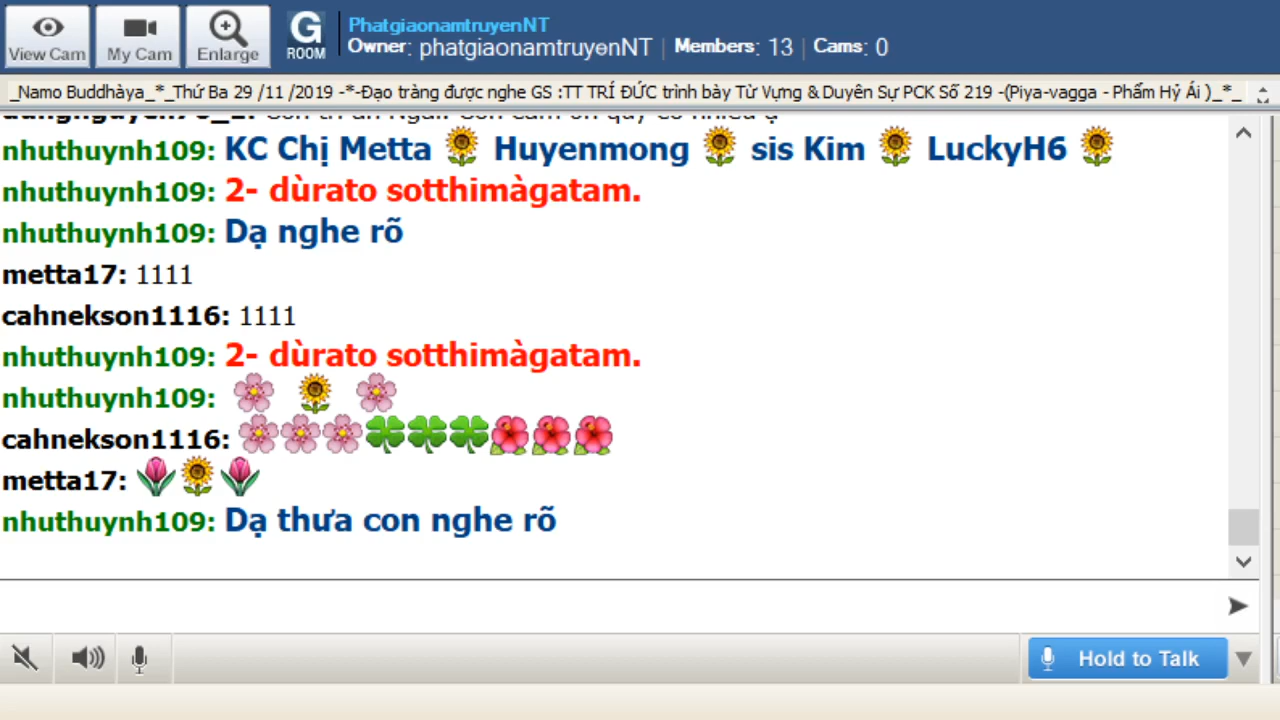 View Cam
My Cam
Enlarge
G
ROOM
PhatgiaonamtruyenNT
Owner: phatgiaonamtruyenNT | Members: 13 | Cams: 0
_Namo Buddhàya_*_Thứ Ba 29 /11 /2019 -*-Đạo tràng được nghe GS :TT TRÍ ĐỨC trình bày Từ Vựng & Duyên Sự PCK Số 219 -(Piya-vagga - Phẩm Hỷ Ái )_*_
nhuthuynh109: KC Chị Metta 🌻 Huyenmong 🌻 sis Kim 🌻 LuckyH6 🌻
nhuthuynh109: 2- dùrato sotthimàgatam.
nhuthuynh109: Dạ nghe rõ
metta17: 1111
cahnekson1116: 1111
nhuthuynh109: 2- dùrato sotthimàgatam.
nhuthuynh109: 🌸 🌻 🌸
cahnekson1116: 🌸🌸🌸🍀🍀🍀🌺🌺🌺
metta17: 🌷🌻🌷
nhuthuynh109: Dạ thưa con nghe rõ
Hold to Talk